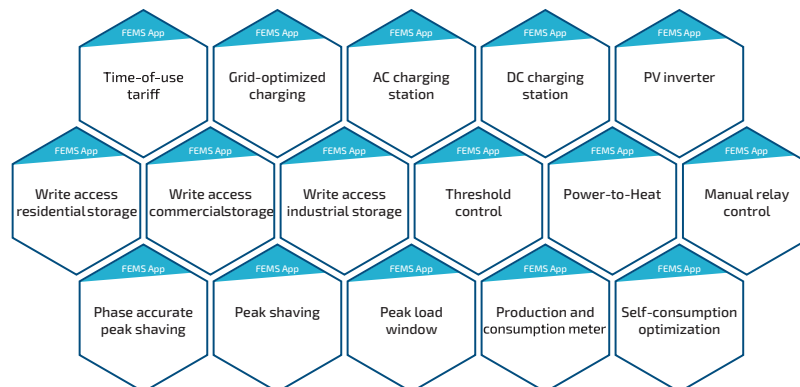 FEMS App
Time-of-use
tariff
FEMS App
Grid-optimized
charging
FEMS App
AC charging
station
FEMS App
DC charging
station
FEMS App
PV inverter
FEMS App
Write access
residential storage
FEMS App
Write access
commercialstorage
FEMS App
Write access
industrial storage
FEMS App
Threshold
control
FEMS App
Power-to-Heat
FEMS App
Manual relay
control
FEMS App
Phase accurate
peak shaving
FEMS App
Peak shaving
FEMS App
Peak load
window
FEMS App
Production and
consumption meter
FEMS App
Self-consumption
optimization